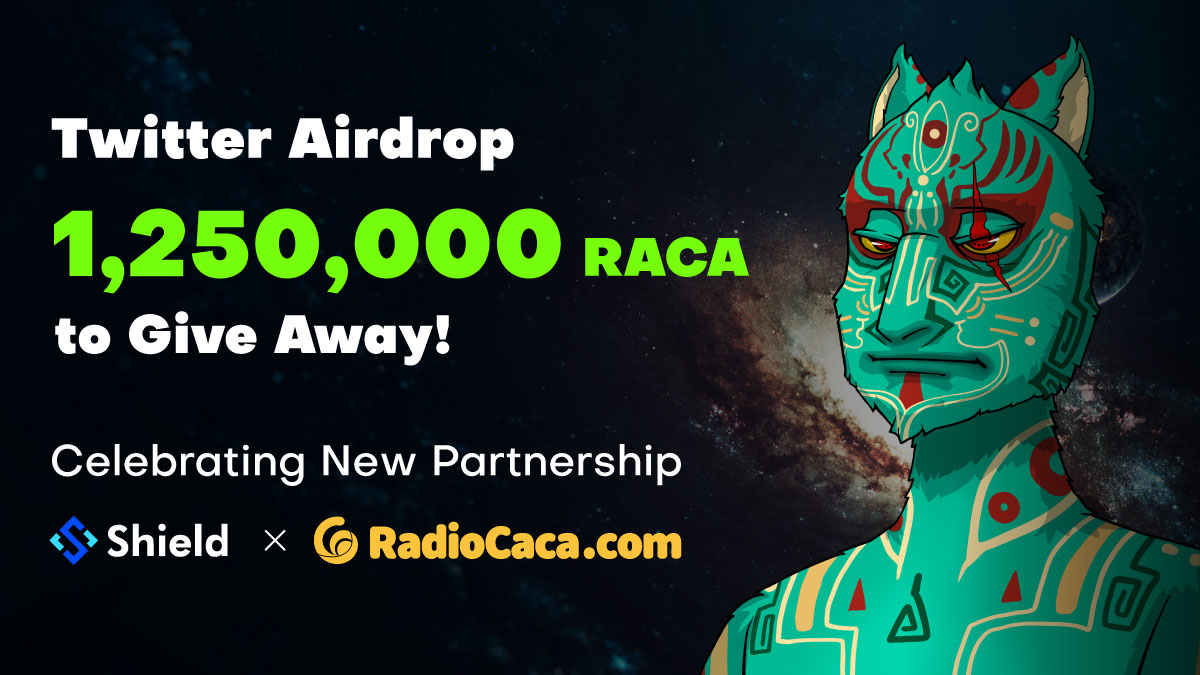 Twitter Airdrop
1,250,000 RACA
to Give Away!
Celebrating New Partnership
Shield × RadioCaca.com